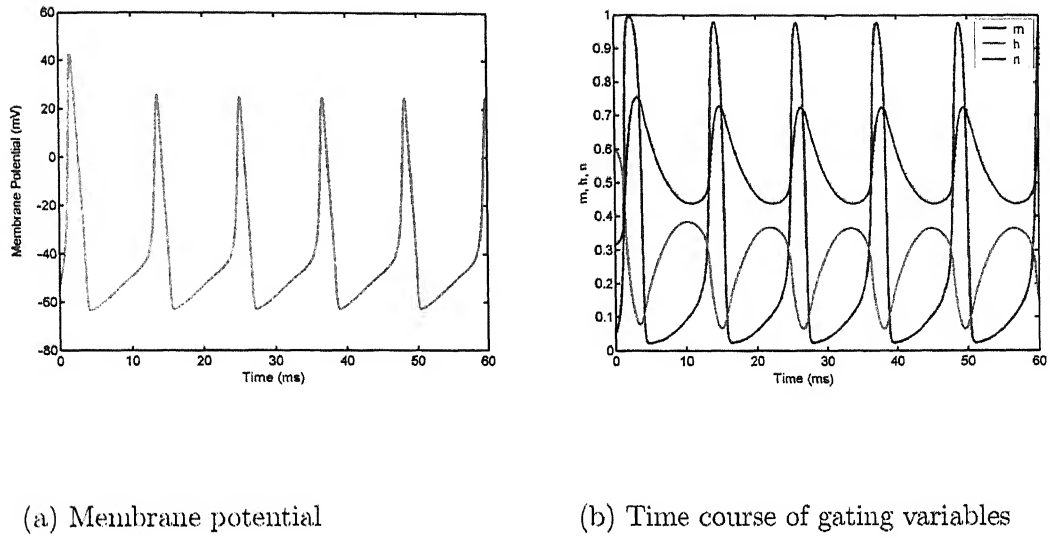 60
40
20
0
-20
-40
-60
-80
Membrane Potential (mV)
0 10 20 30 40 50 60
Time (ms)
1
0.9
0.8
0.7
0.6
0.5
0.4
0.3
0.2
0.1
0
m, h, n
m
h
n
0 10 20 30 40 50 60
Time (ms)
(a) Membrane potential
(b) Time course of gating variables